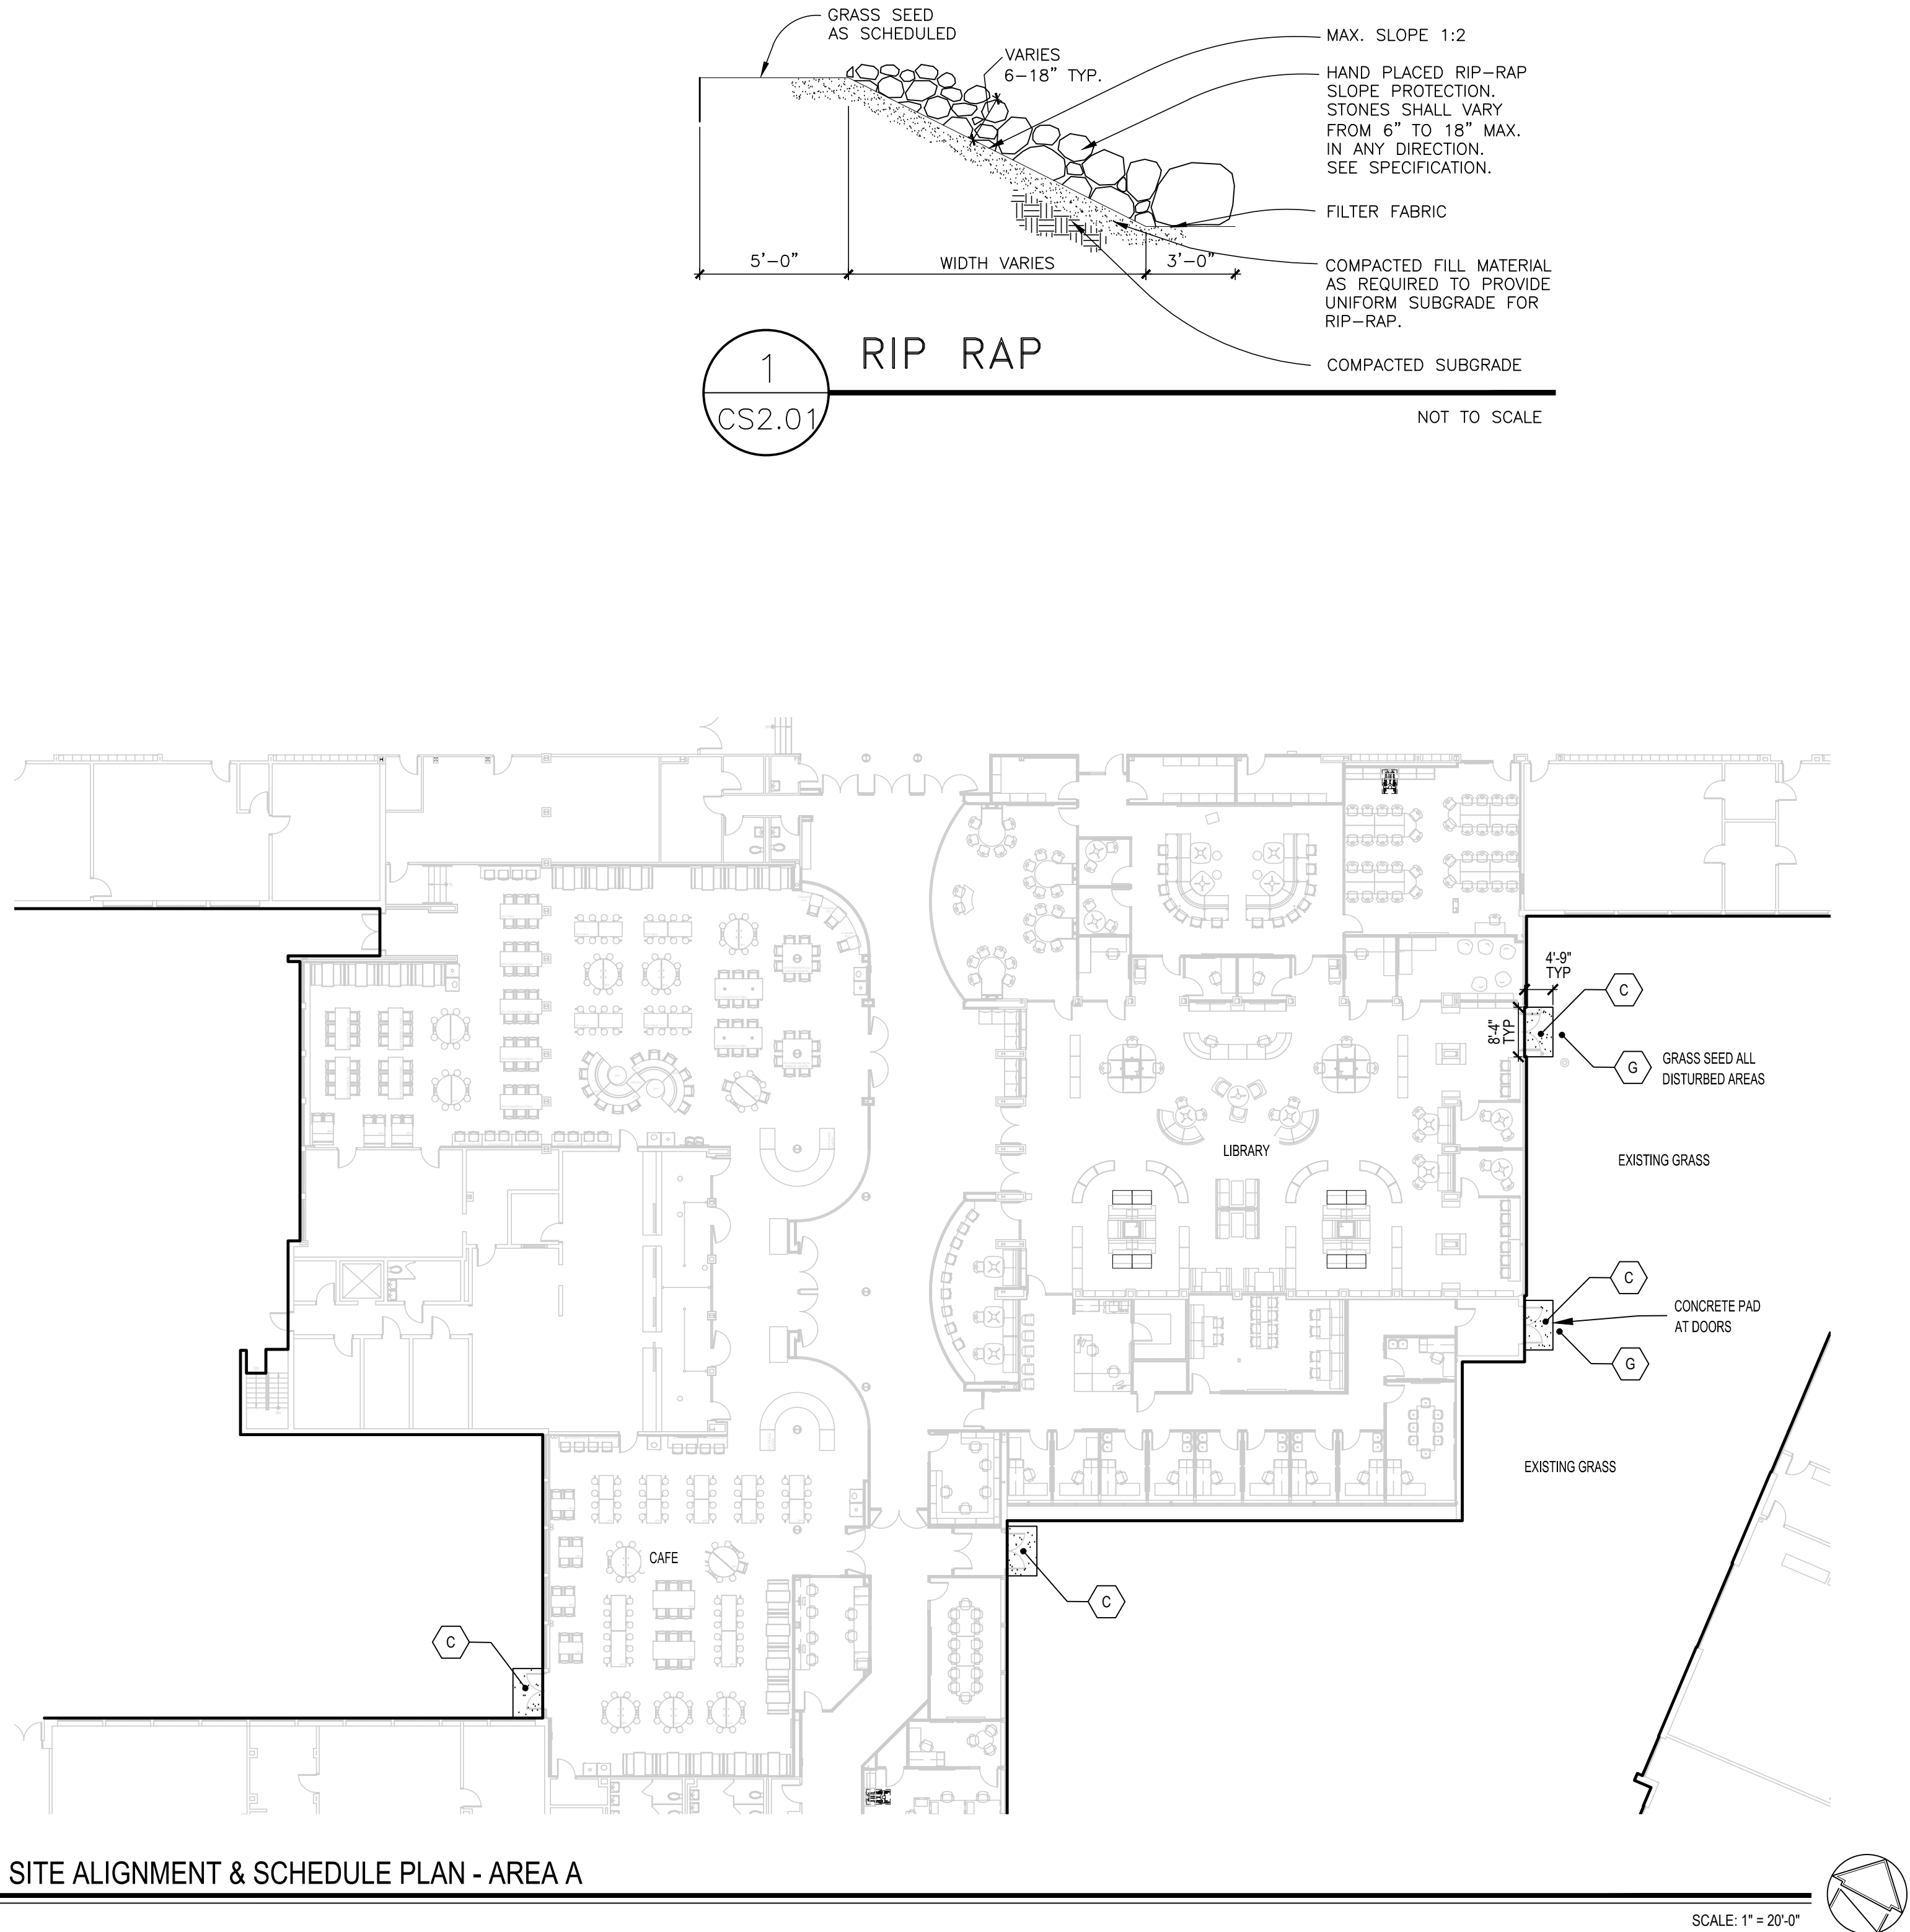 GRASS SEED
AS SCHEDULED
VARIES
6-18" TYP.
MAX. SLOPE 1:2
HAND PLACED RIP-RAP
SLOPE PROTECTION.
STONES SHALL VARY
FROM 6" TO 18" MAX.
IN ANY DIRECTION.
SEE SPECIFICATION.
FILTER FABRIC
5'-0"
WIDTH VARIES
3'-0"
COMPACTED FILL MATERIAL
AS REQUIRED TO PROVIDE
UNIFORM SUBGRADE FOR
RIP-RAP.
COMPACTED SUBGRADE
1
CS2.01
RIP RAP
NOT TO SCALE
4'-9"
TYP
C
8'-4"
TYP
G
GRASS SEED ALL
DISTURBED AREAS
LIBRARY
EXISTING GRASS
C
CONCRETE PAD
AT DOORS
G
EXISTING GRASS
CAFE
C
C
SITE ALIGNMENT & SCHEDULE PLAN - AREA A
SCALE: 1" = 20'-0"